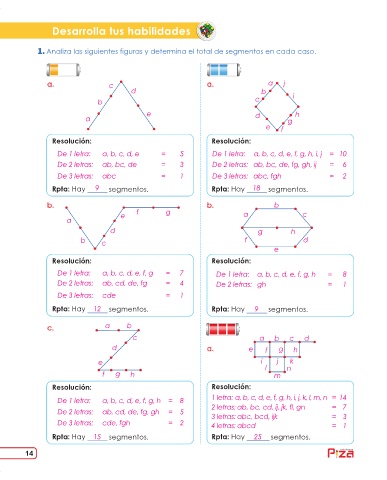 Desarrolla tus habilidades
1. Analiza las siguientes figuras y determina el total de segmentos en cada caso.
a.
c
d
b
e
a
Resolución:
De 1 letra: a, b, c, d, e = 5
De 2 letras: ab, bc, de = 3
De 3 letras: abc = 1
Rpta: Hay 9 segmentos.
a.
a j
b
i
c
d h
g
e f
Resolución:
De 1 letra: a, b, c, d, e, f, g, h, i, j = 10
De 2 letras: ab, bc, de, fg, gh, ij = 6
De 3 letras: abc, fgh = 2
Rpta: Hay 18 segmentos.
b.
e f g
a
d
b c
Resolución:
De 1 letra: a, b, c, d, e, f, g = 7
De 2 letras: ab, cd, de, fg = 4
De 3 letras: cde = 1
Rpta: Hay 12 segmentos.
b.
b
a c
g h
f d
e
Resolución:
De 1 letra: a, b, c, d, e, f, g, h = 8
De 2 letras: gh = 1
Rpta: Hay 9 segmentos.
c.
a b
c
d
e
f g h
Resolución:
De 1 letra: a, b, c, d, e, f, g, h = 8
De 2 letras: ab, cd, de, fg, gh = 5
De 3 letras: cde, fgh = 2
Rpta: Hay 15 segmentos.
a.
a b c d
e f g h
i j k
l n
m
Resolución:
1 letra: a, b, c, d, e, f, g, h, i, j, k, l, m, n = 14
2 letras: ab, bc, cd, ij, jk, fl, gn = 7
3 letras: abc, bcd, ijk = 3
4 letras: abcd = 1
Rpta: Hay 25 segmentos.
14
Pizá